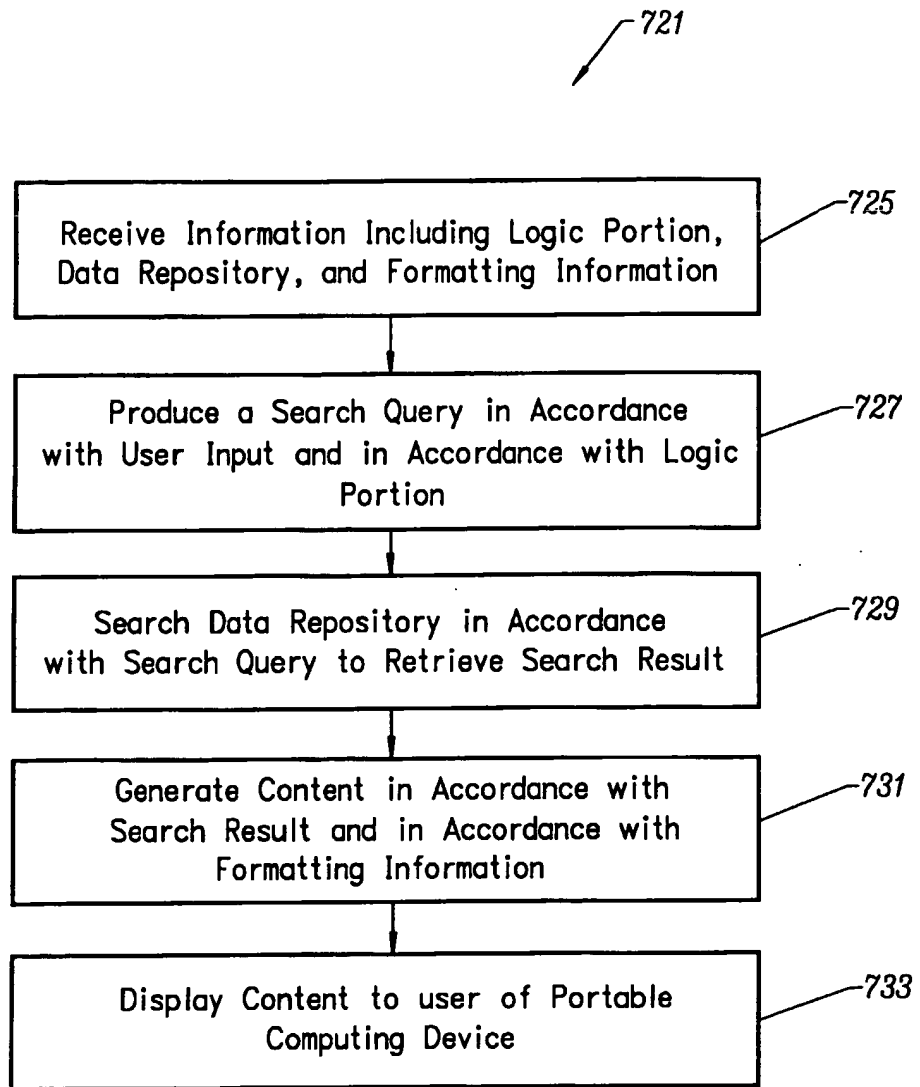 721
Receive Information Including Logic Portion,
Data Repository, and Formatting Information
725
Produce a Search Query in Accordance
with User Input and in Accordance with Logic
Portion
727
Search Data Repository in Accordance
with Search Query to Retrieve Search Result
729
Generate Content in Accordance with
Search Result and in Accordance with
Formatting Information
731
Display Content to user of Portable
Computing Device
733